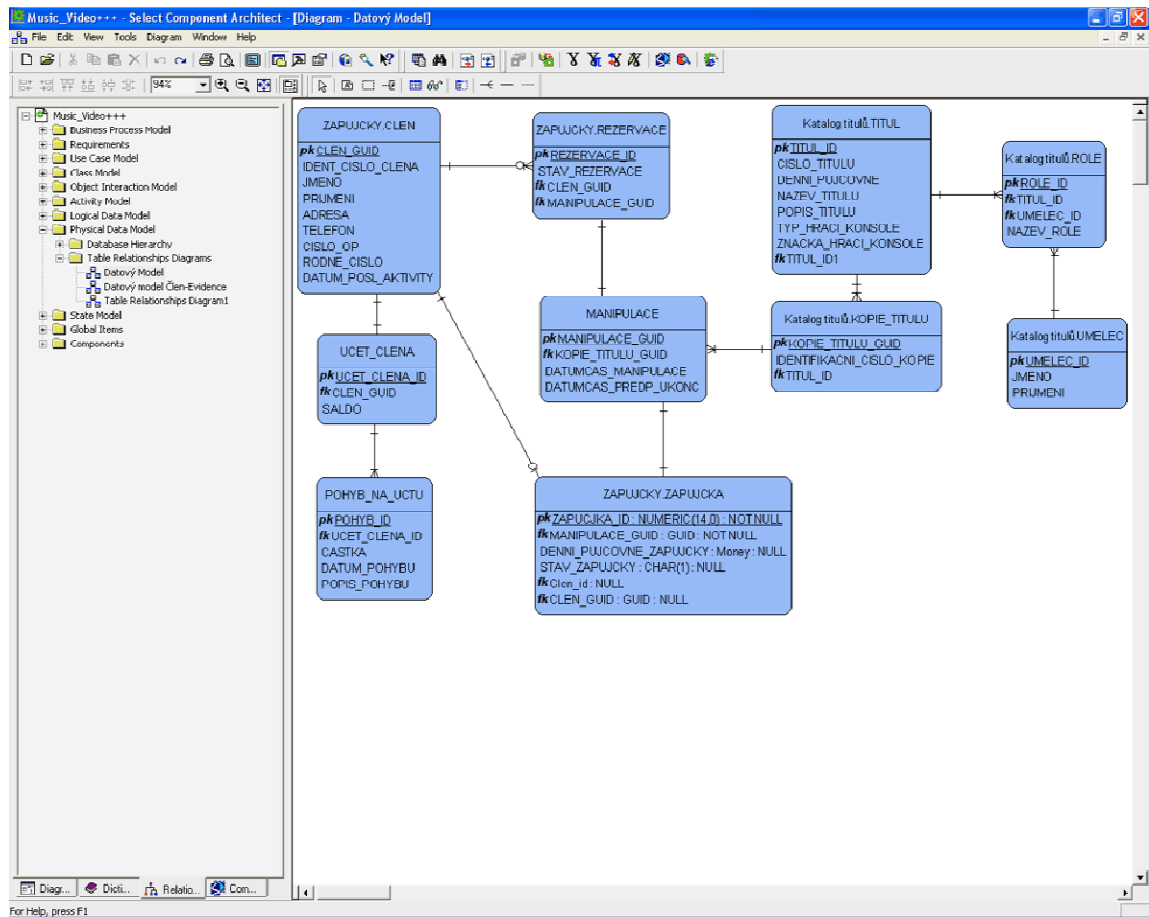 Music_Video+++ - Select Component Architect - [Diagram - Datový Model]
File Edit View Tools Diagram Window Help
94%
Music_Video+++
Business Process Model
Requirements
Use Case Model
Class Model
Object Interaction Model
Activity Model
Logical Data Model
Physical Data Model
Database Hierarchy
Table Relationships Diagrams
Datový Model
Datový model Člen-Evidence
Table Relationships Diagram1
State Model
Global Items
Components
ZAPUJCKY.CLEN
pk CLEN_GUID
IDENT_CISLO_CLENA
JMENO
PRIJMENI
ADRESA
TELEFON
CISLO_OP
RODNE_CISLO
DATUM_POSL_AKTIVITY
ZAPUJCKY.REZERVACE
pk REZERVACE_ID
STAV_REZERVACE
fk CLEN_GUID
fk MANIPULACE_GUID
Katalog titulů.TITUL
pk TITUL_ID
CISLO_TITULU
DENNI_PUJCOVNE
NAZEV_TITULU
POPIS_TITULU
TYP_HRACI_KONSOLE
ZNACKA_HRACI_KONSOLE
fk TITUL_ID1
Katalog titulů.ROLE
pk ROLE_ID
fk TITUL_ID
fk UMELEC_ID
NAZEV_ROLE
UCET_CLENA
pk UCET_CLENA_ID
fk CLEN_GUID
SALDO
MANIPULACE
pk MANIPULACE_GUID
fk KOPIE_TITULU_GUID
DATUMCAS_MANIPULACE
DATUMCAS_PREDP_UKONC
Katalog titulů.KOPIE_TITULU
pk KOPIE_TITULU_GUID
IDENTIFIKACNI_CISLO_KOPIE
fk TITUL_ID
Katalog titulů.UMELEC
pk UMELEC_ID
JMENO
PRIJMENI
POHYB_NA_UCTU
pk POHYB_ID
fk UCET_CLENA_ID
CASTKA
DATUM_POHYBU
POPIS_POHYBU
ZAPUJCKY.ZAPUJCKA
pk ZAPUCJKA_ID : NUMERIC(14,0) : NOT NULL
fk MANIPULACE_GUID : GUID : NOT NULL
DENNI_PUJCOVNE_ZAPUJCKY : Money : NULL
STAV_ZAPUJCKY : CHAR(1) : NULL
fk Clen_id : NULL
fk CLEN_GUID : GUID : NULL
Diag... Dicti... Relatio... Com...
For Help, press F1